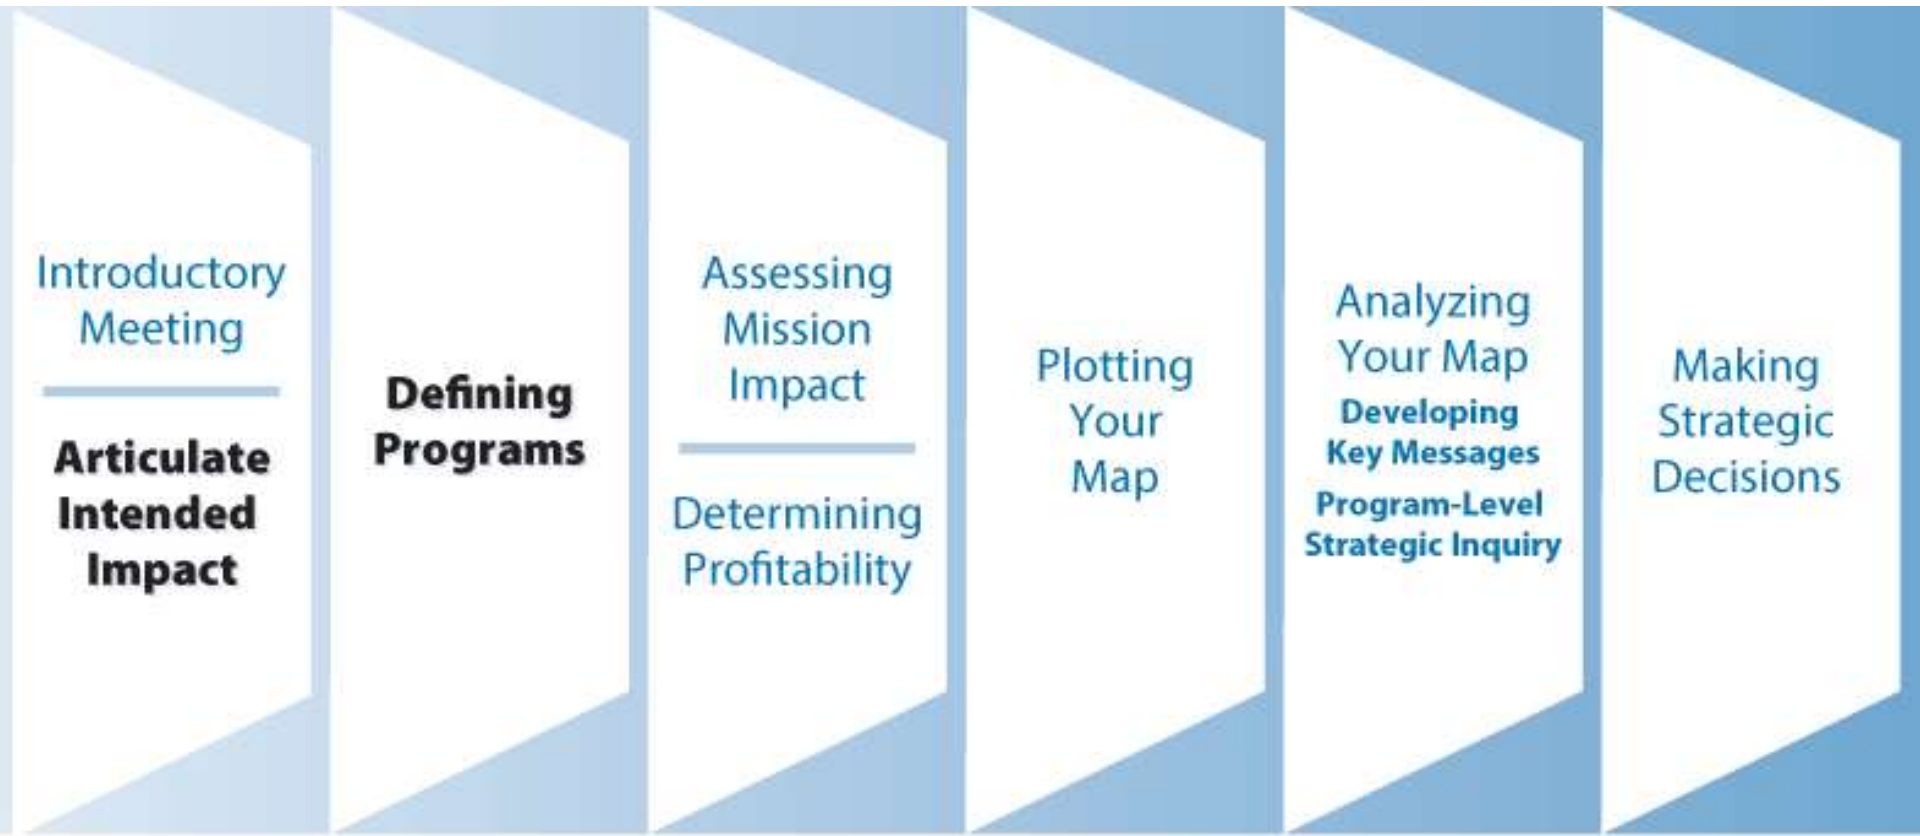 Introductory
Meeting
Articulate
Intended
Impact
Defining
Programs
Assessing
Mission
Impact
Determining
Profitability
Plotting
Your
Map
Analyzing
Your Map
Developing
Key Messages
Program-Level
Strategic Inquiry
Making
Strategic
Decisions